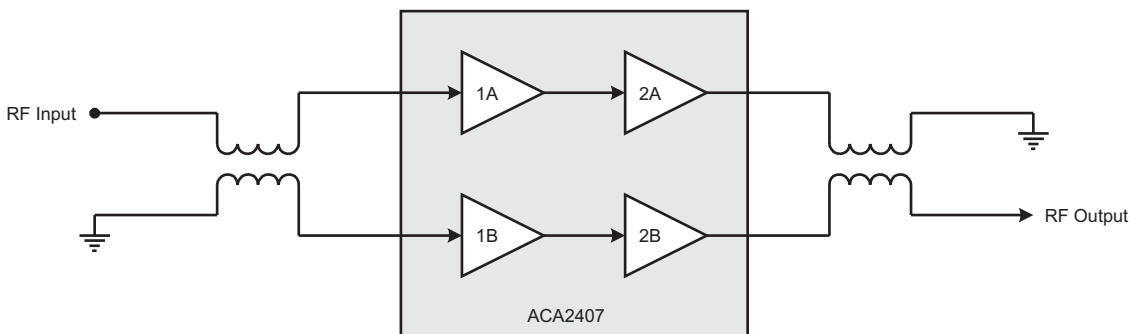 RF Input
1A
2A
1B
2B
RF Output
ACA2407